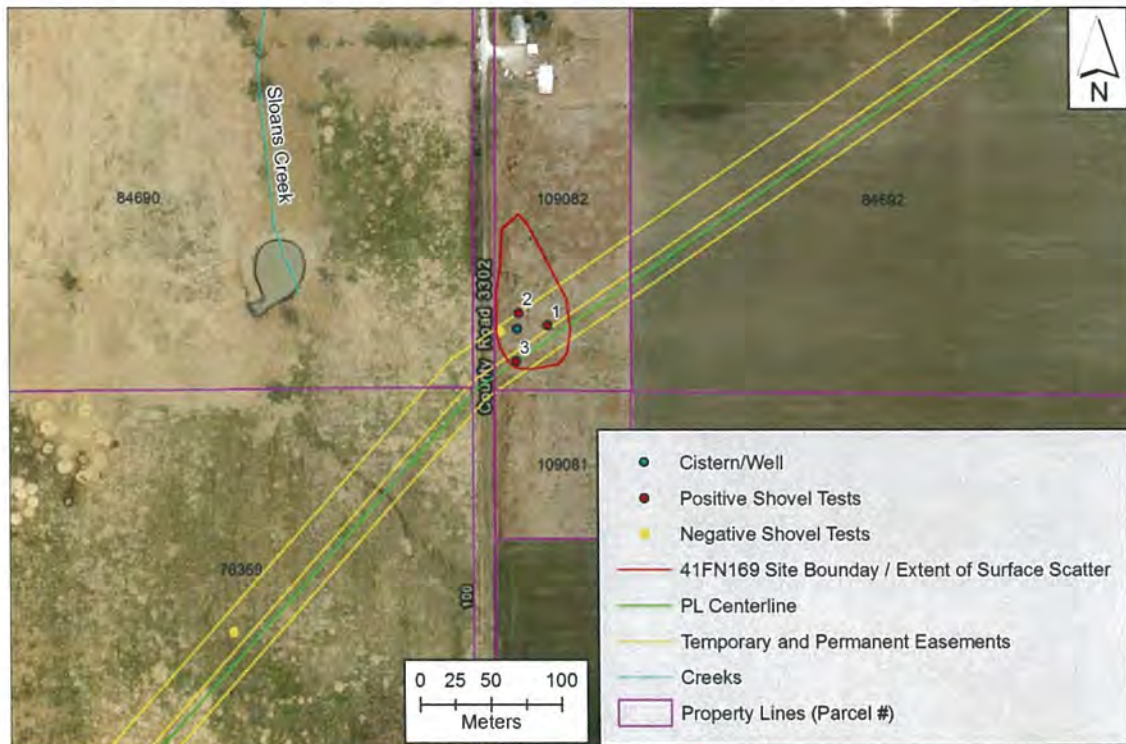 N
Sloans Creek
84690
109082
84692
2
1
3
County Road 3302
109081
76369
100
Cistern/Well
Positive Shovel Tests
Negative Shovel Tests
41FN169 Site Bounday / Extent of Surface Scatter
PL Centerline
Temporary and Permanent Easements
Creeks
Property Lines (Parcel #)
0 25 50 100
Meters